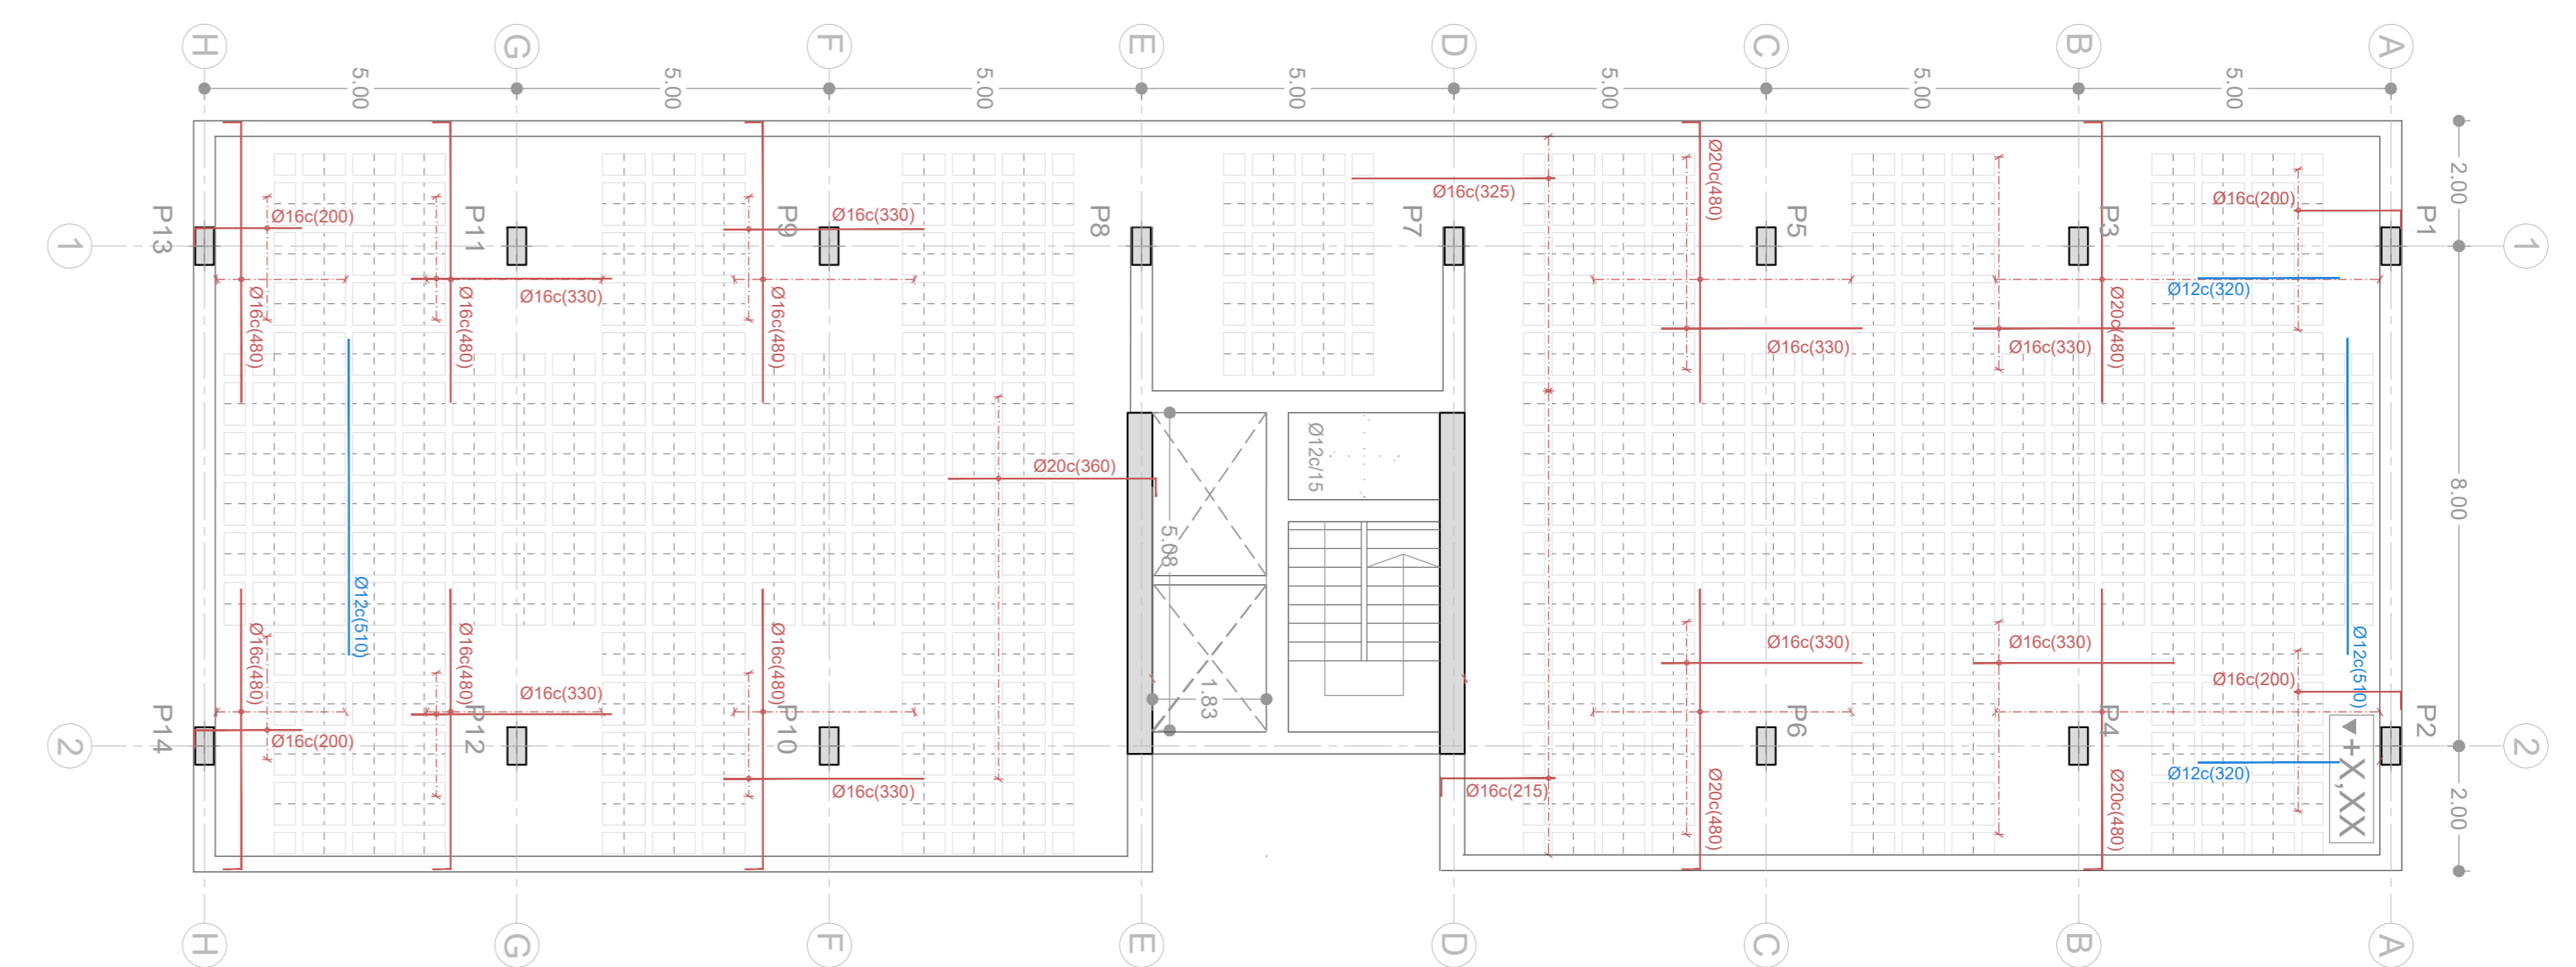 H
G
F
E
D
C
B
A
5.00
5.00
5.00
5.00
5.00
5.00
5.00
2.00
8.00
2.00
1
1
2
2
P13
P11
P9
P8
P7
P5
P3
P1
Ø16c(200)
Ø16c(330)
Ø16c(330)
Ø16c(325)
Ø20c(480)
Ø16c(200)
Ø16c(480)
Ø16c(480)
Ø16c(480)
Ø12c(320)
Ø20c(480)
Ø16c(330)
Ø16c(330)
Ø20c(360)
Ø12c/15
5.08
1.83
Ø12c(510)
Ø12c(510)
Ø16c(480)
Ø16c(480)
Ø16c(480)
Ø16c(330)
Ø16c(330)
Ø16c(330)
Ø16c(200)
P14
P12
P10
P6
P4
P2
Ø16c(200)
Ø16c(330)
Ø16c(215)
Ø20c(480)
Ø20c(480)
Ø12c(320)
+X,XX
H
G
F
E
D
C
B
A